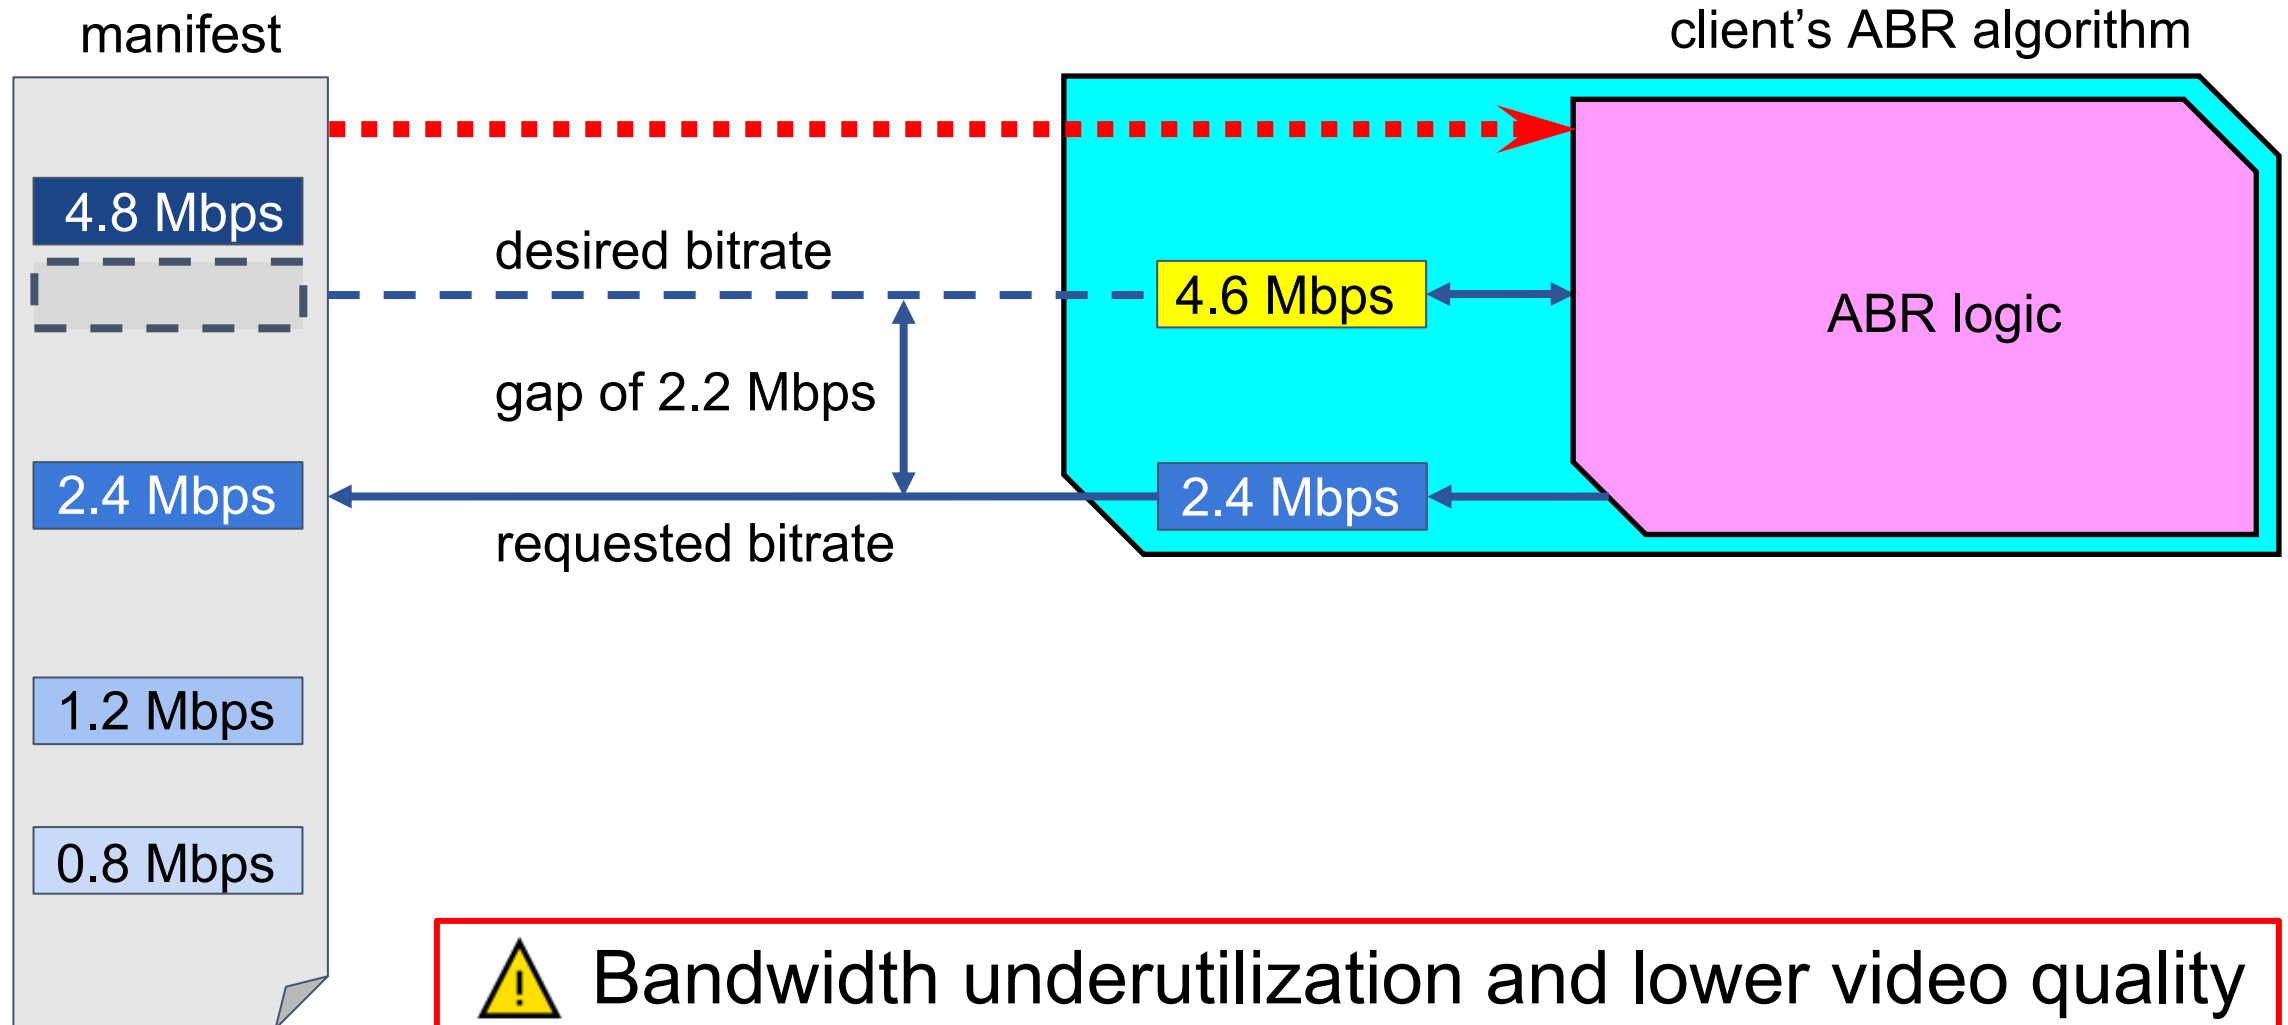 manifest
client's ABR algorithm
4.8 Mbps
desired bitrate
4.6 Mbps
ABR logic
gap of 2.2 Mbps
2.4 Mbps
2.4 Mbps
requested bitrate
1.2 Mbps
0.8 Mbps
! Bandwidth underutilization and lower video quality